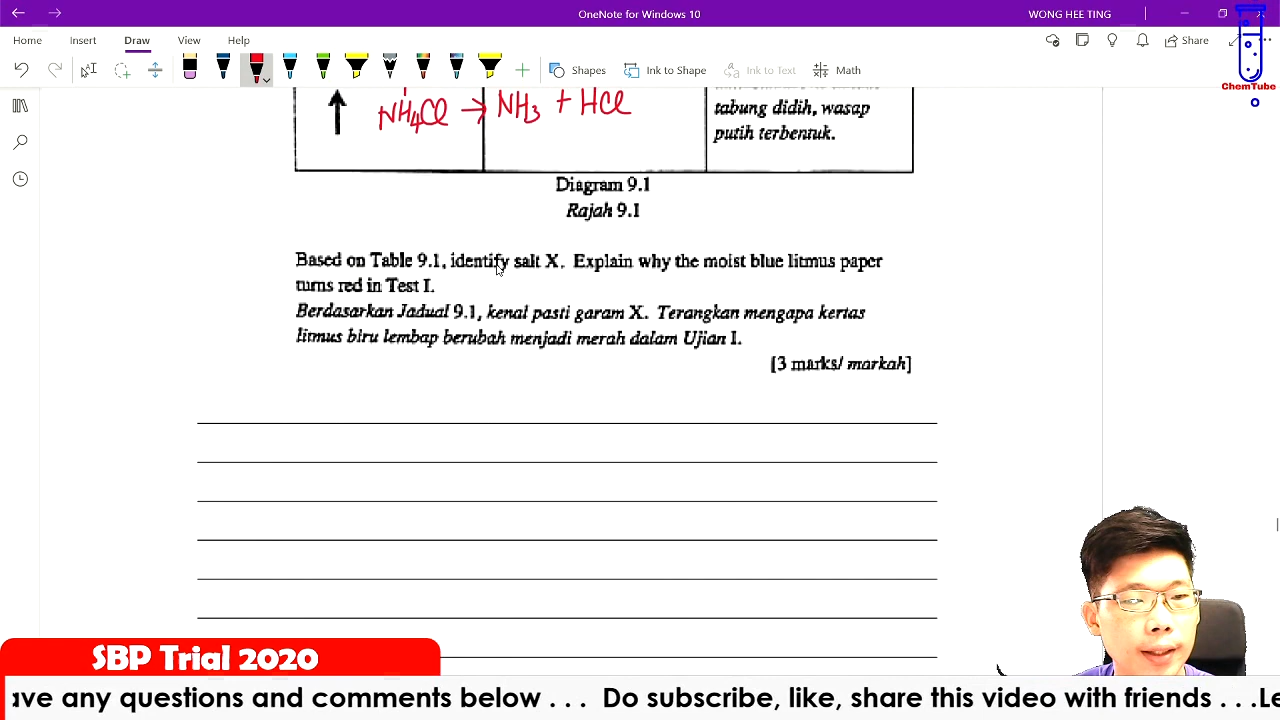 OneNote for Windows 10
WONG HEE TING
Home Insert Draw View Help
Share
Shapes Ink to Shape Ink to Text Math
ChemTube
NH₄Cl → NH₃ + HCl
tabung didih, wasap
putih terbentuk.
Diagram 9.1
Rajah 9.1
Based on Table 9.1, identify salt X. Explain why the moist blue litmus paper
turns red in Test I.
Berdasarkan Jadual 9.1, kenal pasti garam X. Terangkan mengapa kertas
litmus biru lembap berubah menjadi merah dalam Ujian I.
[3 marks/ markah]
SBP Trial 2020
ave any questions and comments below . . . Do subscribe, like, share this video with friends . . .Le